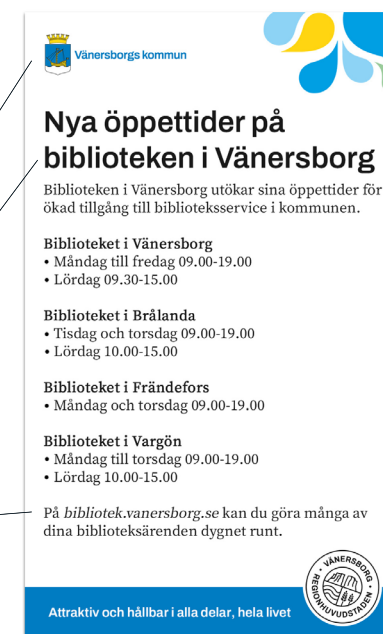 Vänersborgs kommun
Nya öppettider på
biblioteken i Vänersborg
Biblioteken i Vänersborg utökar sina öppettider för
ökad tillgång till biblioteksservice i kommunen.
Biblioteket i Vänersborg
• Måndag till fredag 09.00-19.00
• Lördag 09.30-15.00
Biblioteket i Brålanda
• Tisdag och torsdag 09.00-19.00
• Lördag 10.00-15.00
Biblioteket i Frändefors
• Måndag och torsdag 09.00-19.00
Biblioteket i Vargön
• Måndag till torsdag 09.00-19.00
• Lördag 10.00-15.00
På bibliotek.vanersborg.se kan du göra många av
dina biblioteksärenden dygnet runt.
VÄNERSBORG
REGIONHUVUDSTADEN
Attraktiv och hållbar i alla delar, hela livet